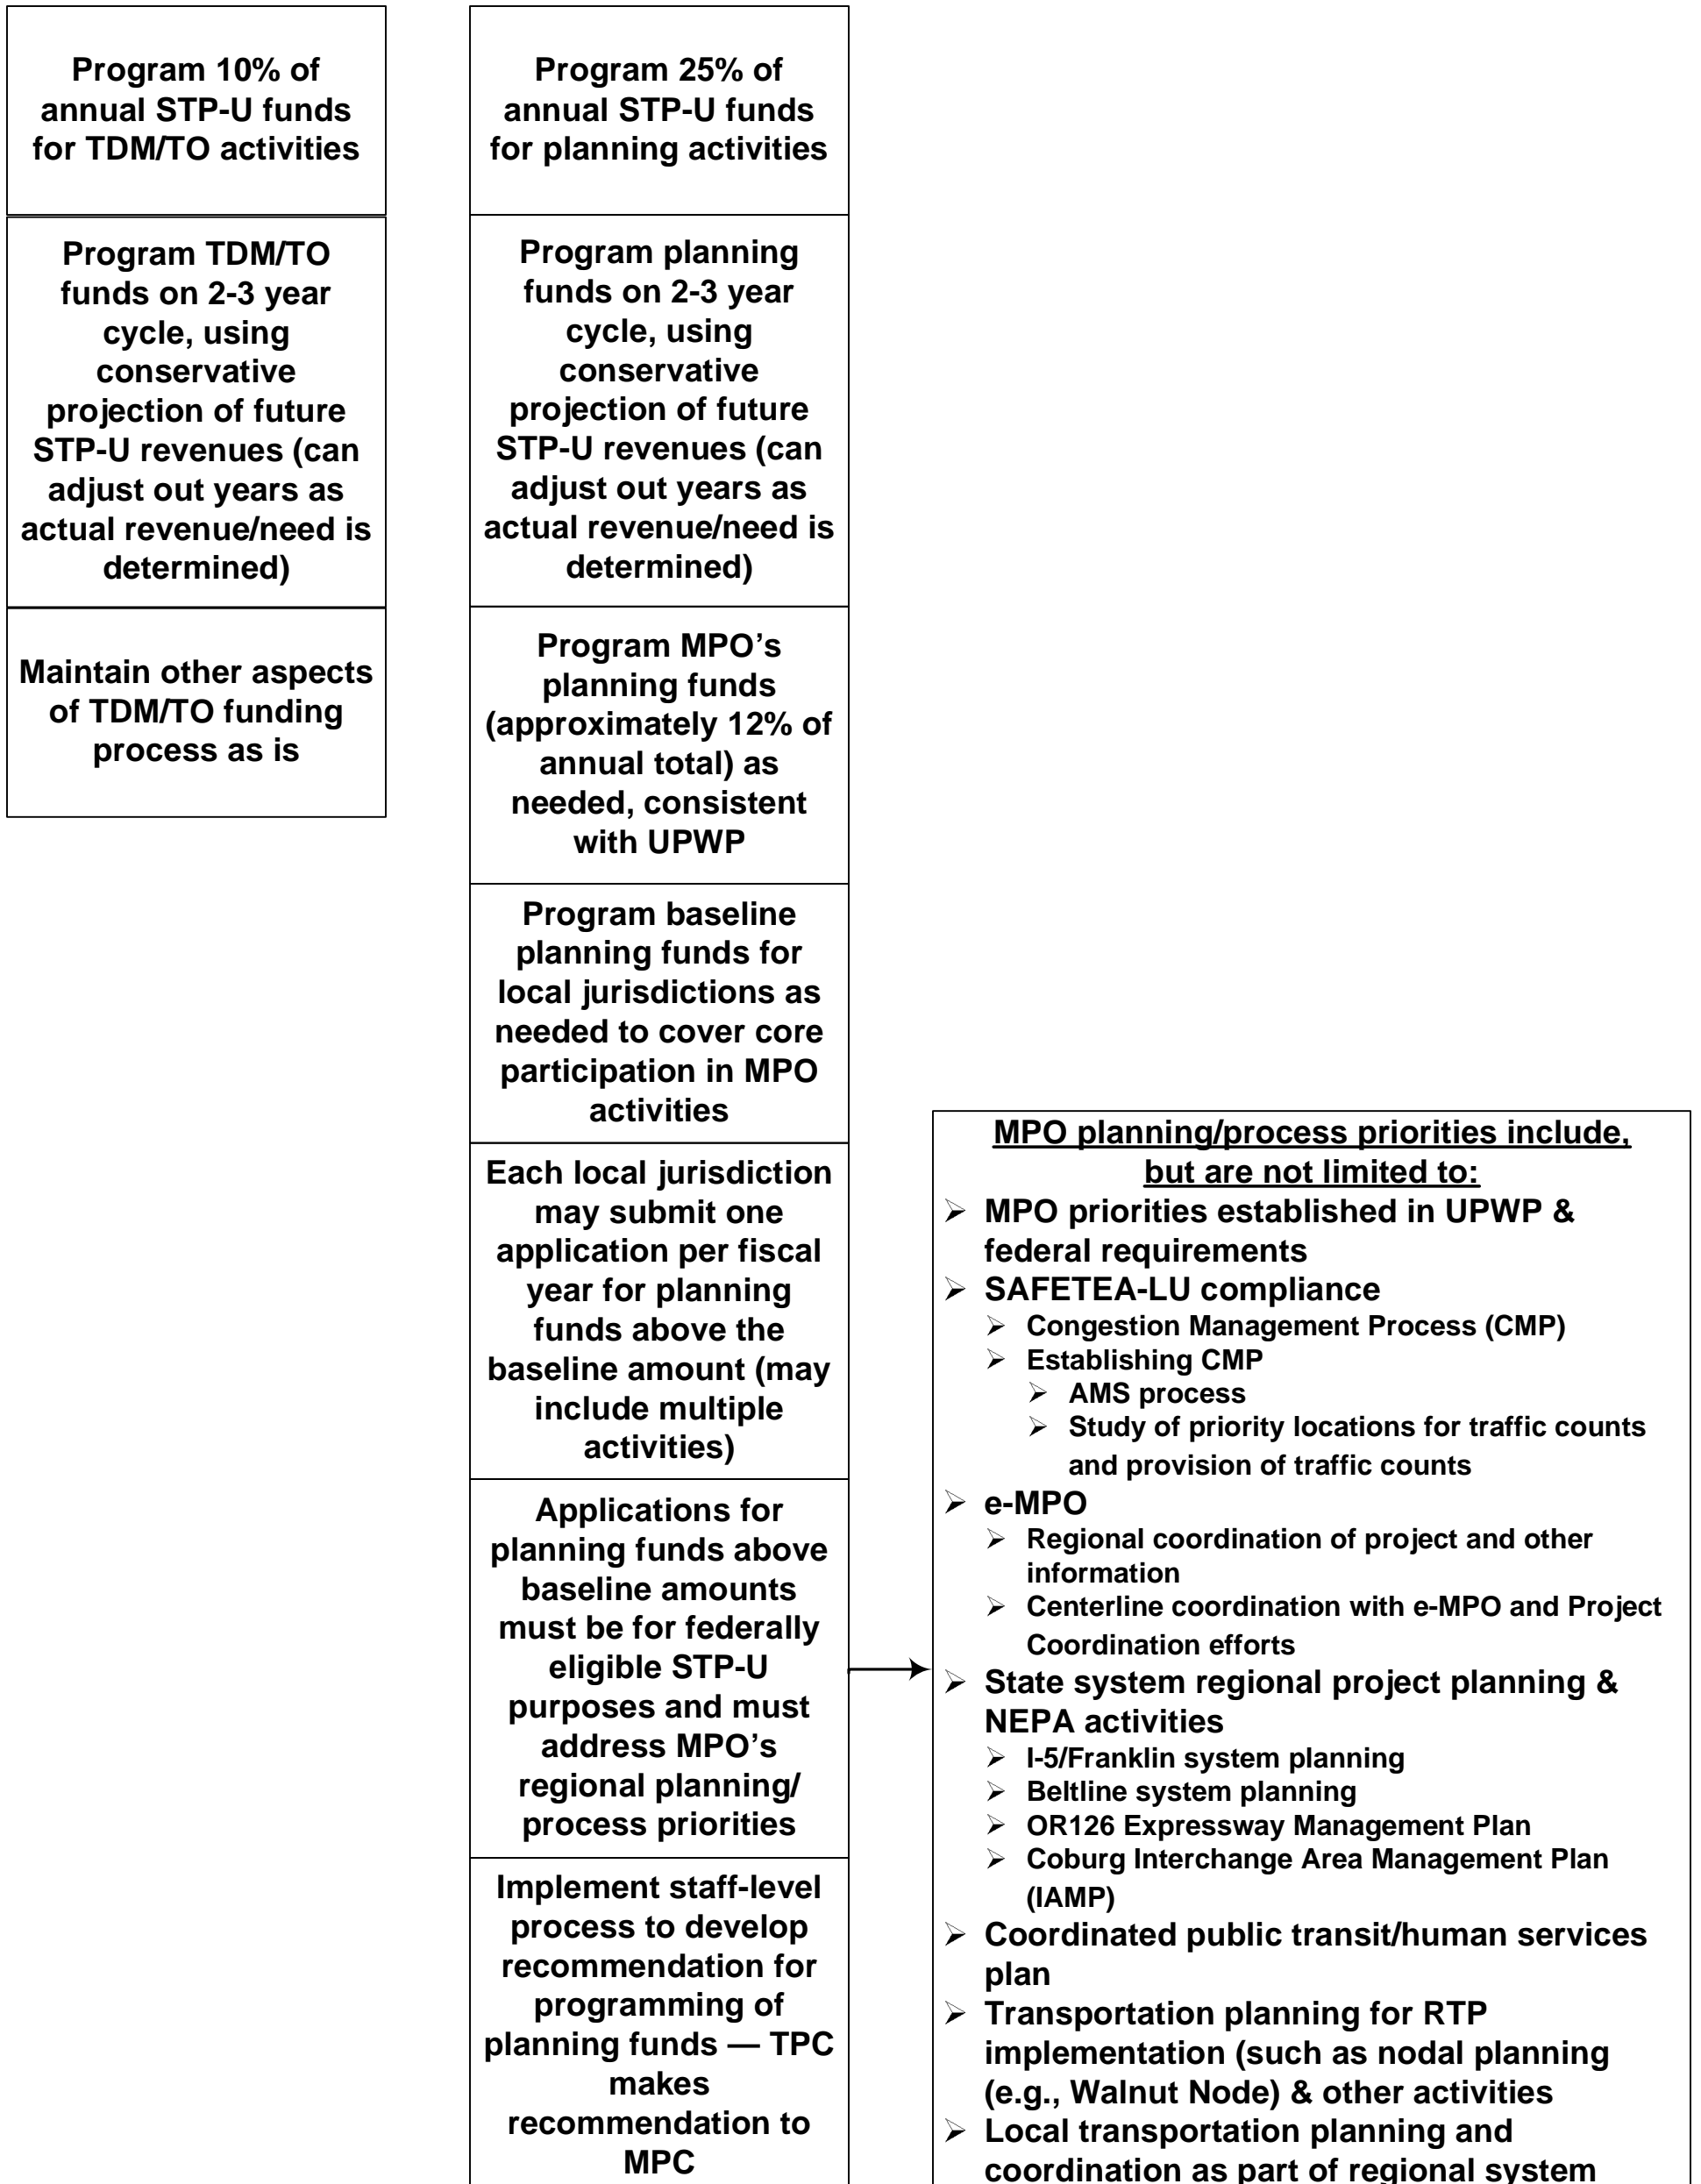 Program 10% of
annual STP-U funds
for TDM/TO activities
Program TDM/TO
funds on 2-3 year
cycle, using
conservative
projection of future
STP-U revenues (can
adjust out years as
actual revenue/need is
determined)
Maintain other aspects
of TDM/TO funding
process as is
Program 25% of
annual STP-U funds
for planning activities
Program planning
funds on 2-3 year
cycle, using
conservative
projection of future
STP-U revenues (can
adjust out years as
actual revenue/need is
determined)
Program MPO’s
planning funds
(approximately 12% of
annual total) as
needed, consistent
with UPWP
Program baseline
planning funds for
local jurisdictions as
needed to cover core
participation in MPO
activities
Each local jurisdiction
may submit one
application per fiscal
year for planning
funds above the
baseline amount (may
include multiple
activities)
Applications for
planning funds above
baseline amounts
must be for federally
eligible STP-U
purposes and must
address MPO’s
regional planning/
process priorities
Implement staff-level
process to develop
recommendation for
programming of
planning funds — TPC
makes
recommendation to
MPC
MPO planning/process priorities include,
but are not limited to:
➢ MPO priorities established in UPWP &
federal requirements
➢ SAFETEA-LU compliance
➢ Congestion Management Process (CMP)
➢ Establishing CMP
➢ AMS process
➢ Study of priority locations for traffic counts
and provision of traffic counts
➢ e-MPO
➢ Regional coordination of project and other
information
➢ Centerline coordination with e-MPO and Project
Coordination efforts
➢ State system regional project planning &
NEPA activities
➢ I-5/Franklin system planning
➢ Beltline system planning
➢ OR126 Expressway Management Plan
➢ Coburg Interchange Area Management Plan
(IAMP)
➢ Coordinated public transit/human services
plan
➢ Transportation planning for RTP
implementation (such as nodal planning
(e.g., Walnut Node) & other activities
➢ Local transportation planning and
coordination as part of regional system